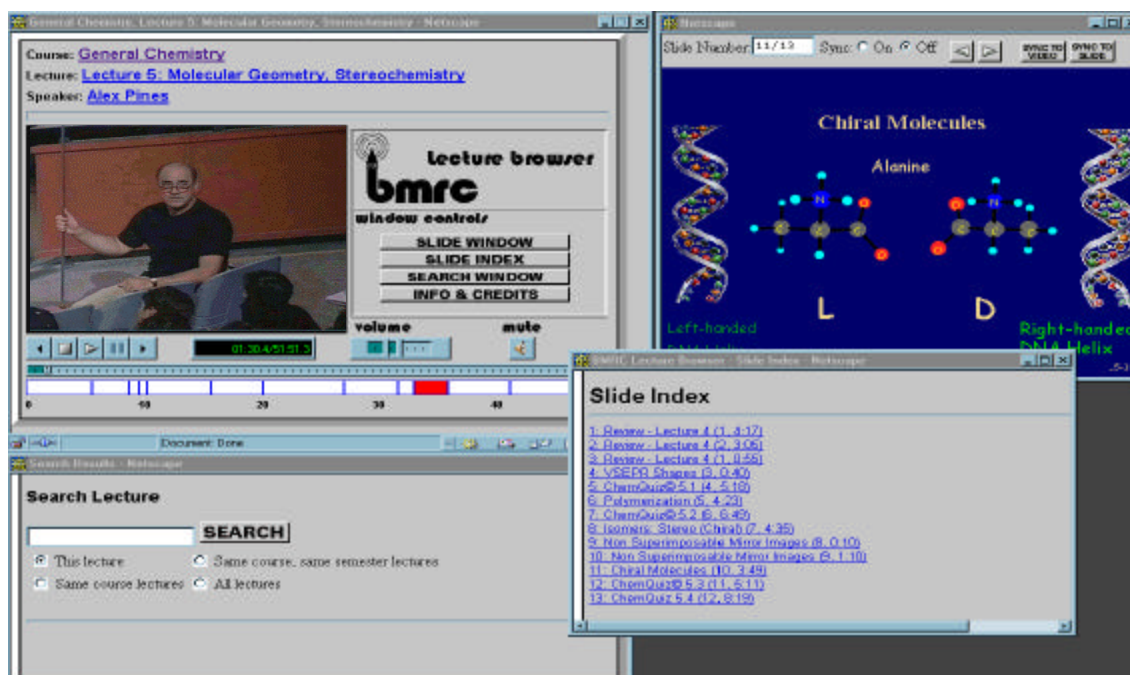 General Chemistry, Lecture 5: Molecular Geometry, Stereochemistry - Netscape
Course: General Chemistry
Lecture: Lecture 5: Molecular Geometry, Stereochemistry
Speaker: Alex Pines
Lecture browser
bmrc
window controls
SLIDE WINDOW
SLIDE INDEX
SEARCH WINDOW
INFO & CREDITS
volume mute
0 10 20 30 40
Document: Done
Netscape
Slide Number 11/13 Sync: On Off
SYNC TO VIDEO SYNC TO SLIDE
Chiral Molecules
Alanine
N N
C C C C C C
L D
Left-handed Right-handed
DNA Helix DNA Helix
Search Results - Netscape
Search Lecture
SEARCH
This lecture Same course, same semester lectures
Same course lectures All lectures
BMRC Lecture Browser - Slide Index - Netscape
Slide Index
1: Review - Lecture 4 (1, 4:17)
2: Review - Lecture 4 (2, 3:05)
3: Review - Lecture 4 (1, 0:55)
4: VSEPR Shapes (3, 0:40)
5: ChemQuiz© 5.1 (4, 5:18)
6: Polymerization (5, 4:23)
7: ChemQuiz© 5.2 (6, 6:49)
8: Isomers: Stereo (Chiral) (7, 4:35)
9: Non Superimposable Mirror Images (8, 0:10)
10: Non Superimposable Mirror Images (9, 1:10)
11: Chiral Molecules (10, 3:49)
12: ChemQuiz© 5.3 (11, 5:11)
13: ChemQuiz 5.4 (12, 8:19)